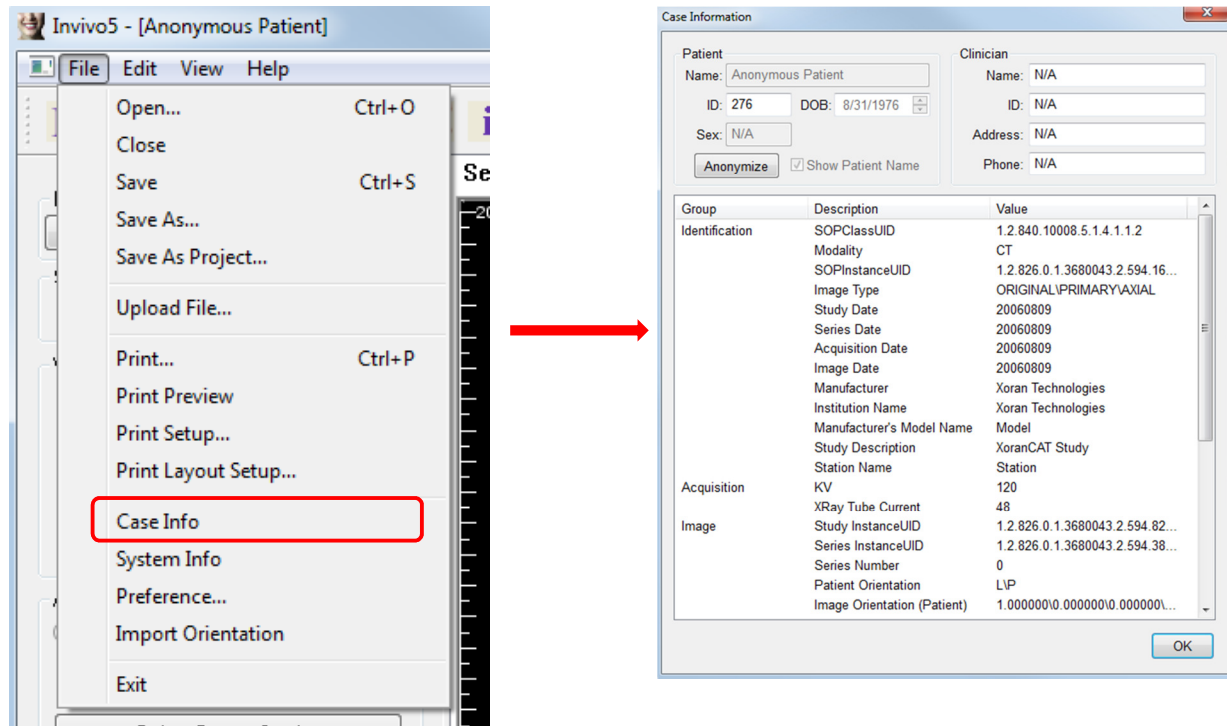 Invivo5 - [Anonymous Patient]
File Edit View Help
Open... Ctrl+O
Close
Save Ctrl+S
Save As...
Save As Project...
Upload File...
Print... Ctrl+P
Print Preview
Print Setup...
Print Layout Setup...
Case Info
System Info
Preference...
Import Orientation
Exit
Se
Case Information
Patient
Name: Anonymous Patient
ID: 276 DOB: 8/31/1976
Sex: N/A
Anonymize Show Patient Name
Clinician
Name: N/A
ID: N/A
Address: N/A
Phone: N/A
Group Description Value
Identification SOPClassUID 1.2.840.10008.5.1.4.1.1.2
Modality CT
SOPInstanceUID 1.2.826.0.1.3680043.2.594.16...
Image Type ORIGINAL\PRIMARY\AXIAL
Study Date 20060809
Series Date 20060809
Acquisition Date 20060809
Image Date 20060809
Manufacturer Xoran Technologies
Institution Name Xoran Technologies
Manufacturer's Model Name Model
Study Description XoranCAT Study
Station Name Station
Acquisition KV 120
XRay Tube Current 48
Image Study InstanceUID 1.2.826.0.1.3680043.2.594.82...
Series InstanceUID 1.2.826.0.1.3680043.2.594.38...
Series Number 0
Patient Orientation L\P
Image Orientation (Patient) 1.000000\0.000000\0.000000\...
OK